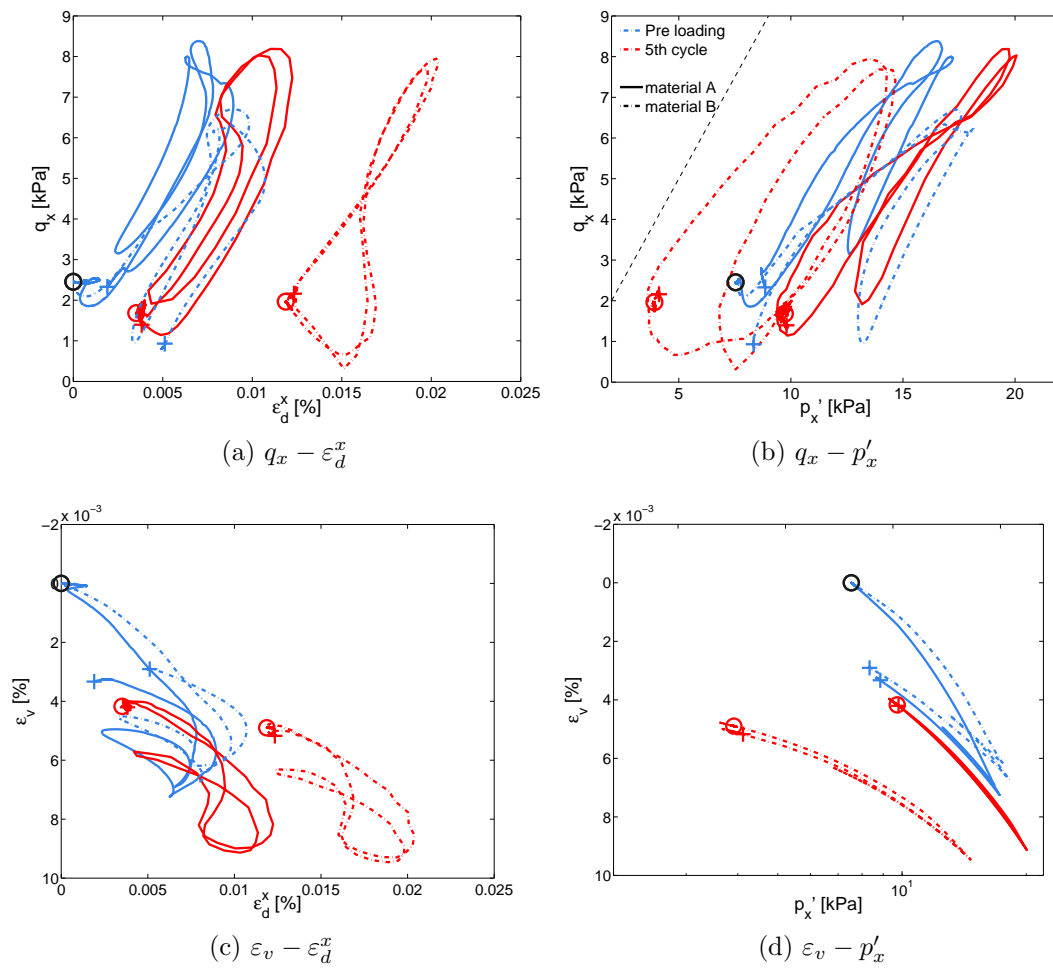 9
8
7
6
5
4
3
2
1
0
q_x [kPa]
0
0.005
0.01
0.015
0.02
0.025
ε_d^x [%]
(a) q_x − ε_d^x
9
8
7
6
5
4
3
2
1
0
q_x [kPa]
Pre loading
5th cycle
material A
material B
5
10
15
20
p_x' [kPa]
(b) q_x − p′_x
x 10^−3
−2
0
2
4
6
8
10
ε_v [%]
0
0.005
0.01
0.015
0.02
0.025
ε_d^x [%]
(c) ε_v − ε_d^x
x 10^−3
−2
0
2
4
6
8
10
ε_v [%]
10^1
p_x' [kPa]
(d) ε_v − p′_x